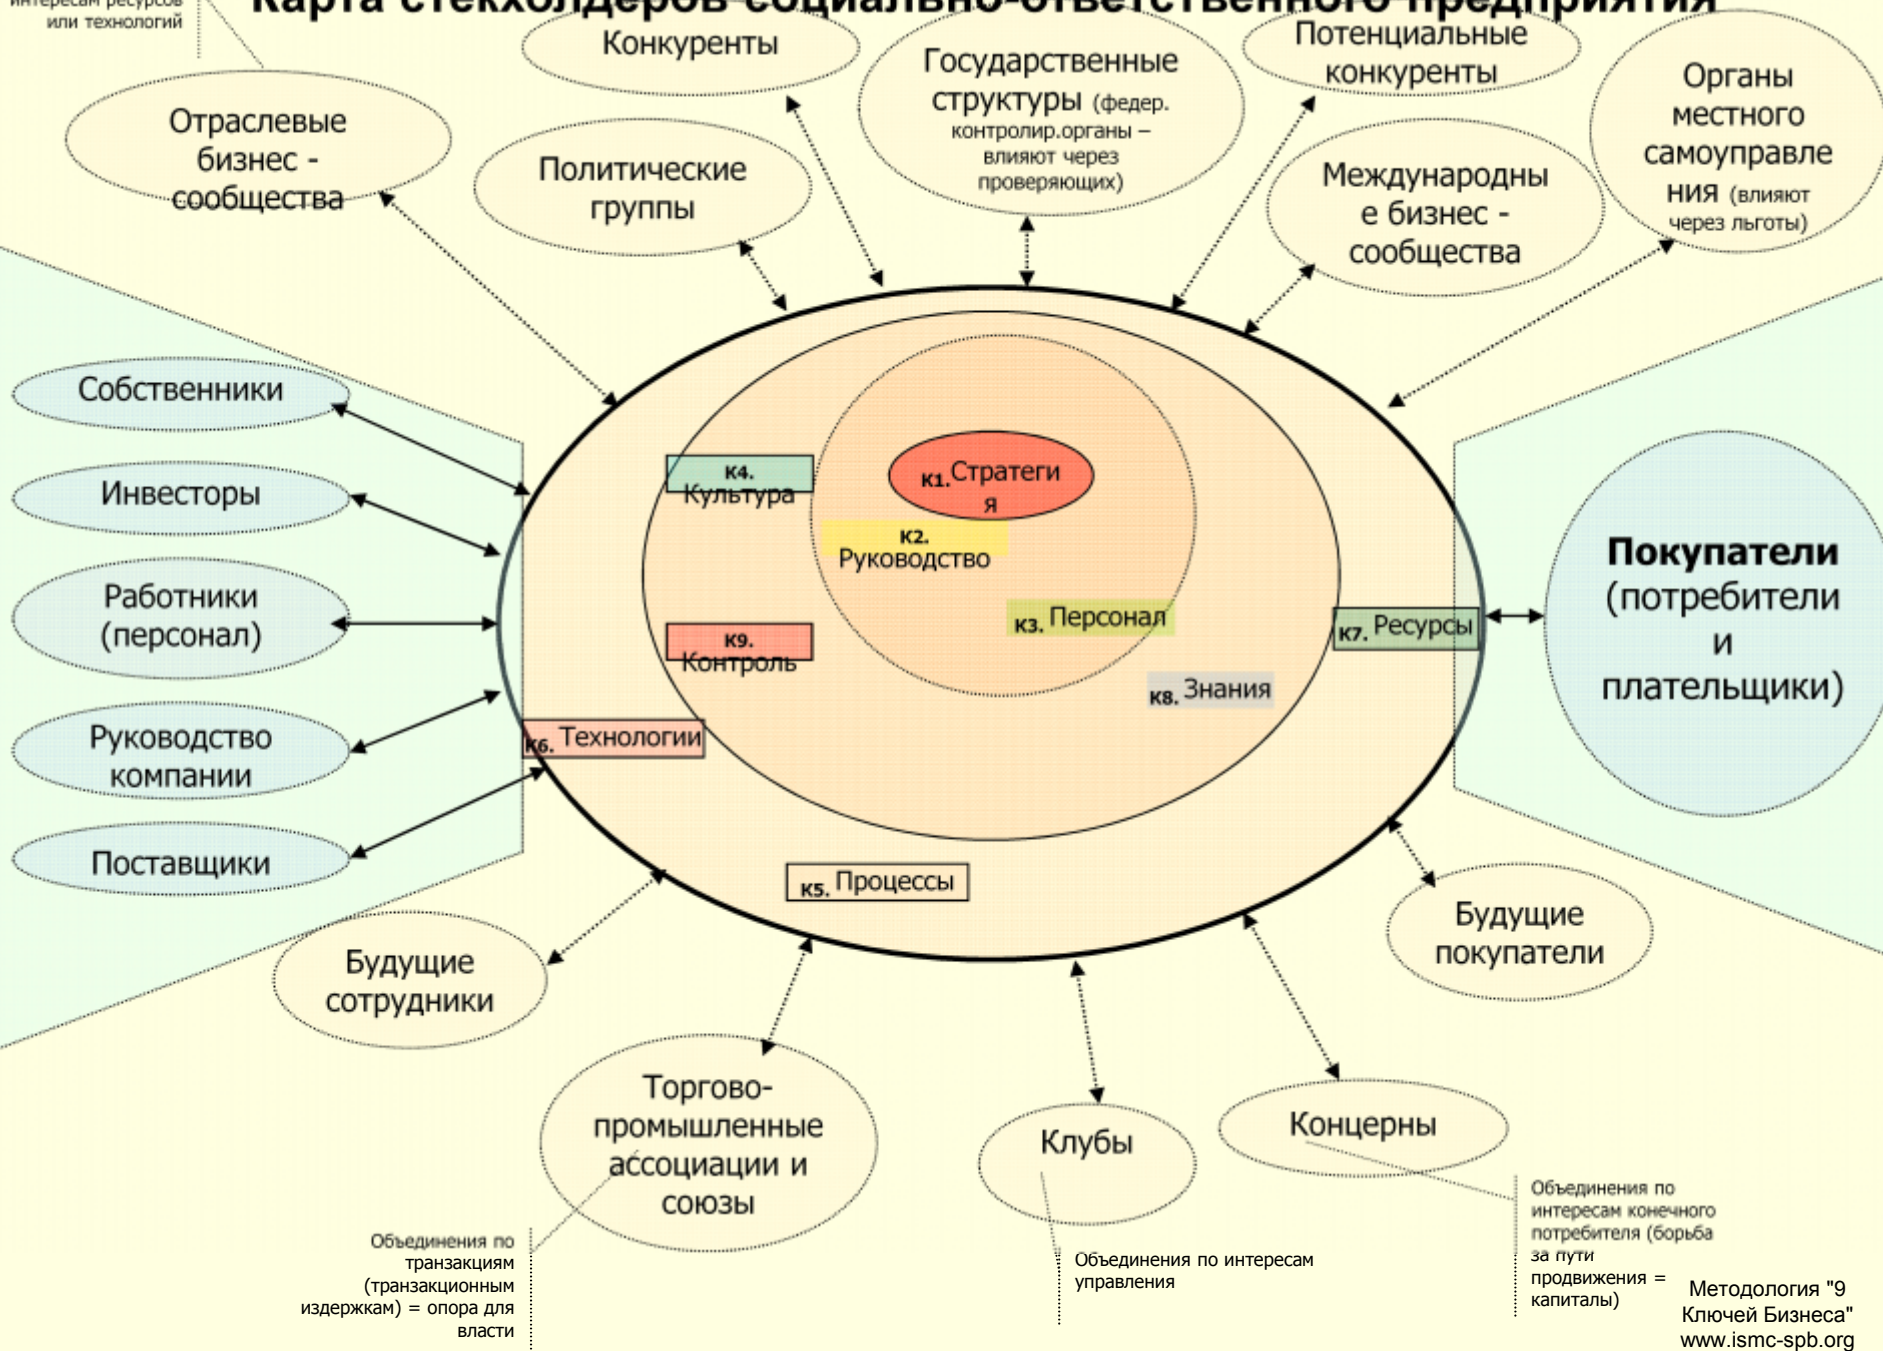 Карта стекхолдеров социально-ответственного предприятия
интересам ресурсов
или технологий
Конкуренты
Государственные
структуры (федер.
контролир.органы –
влияют через
проверяющих)
Потенциальные
конкуренты
Органы
местного
самоуправле
ния (влияют
через льготы)
Отраслевые
бизнес -
сообщества
Политические
группы
Международны
е бизнес -
сообщества
Собственники
Инвесторы
Работники
(персонал)
Руководство
компании
Поставщики
К4.
Культура
К1.Стратеги
я
К2.
Руководство
К3. Персонал
К9.
Контроль
К7. Ресурсы
К8. Знания
К6. Технологии
К5. Процессы
Покупатели
(потребители
и
плательщики)
Будущие
сотрудники
Будущие
покупатели
Торгово-
промышленные
ассоциации и
союзы
Клубы
Концерны
Объединения по
транзакциям
(транзакционным
издержкам) = опора для
власти
Объединения по интересам
управления
Объединения по
интересам конечного
потребителя (борьба
за пути
продвижения =
капиталы)
Методология "9
Ключей Бизнеса"
www.ismc-spb.org